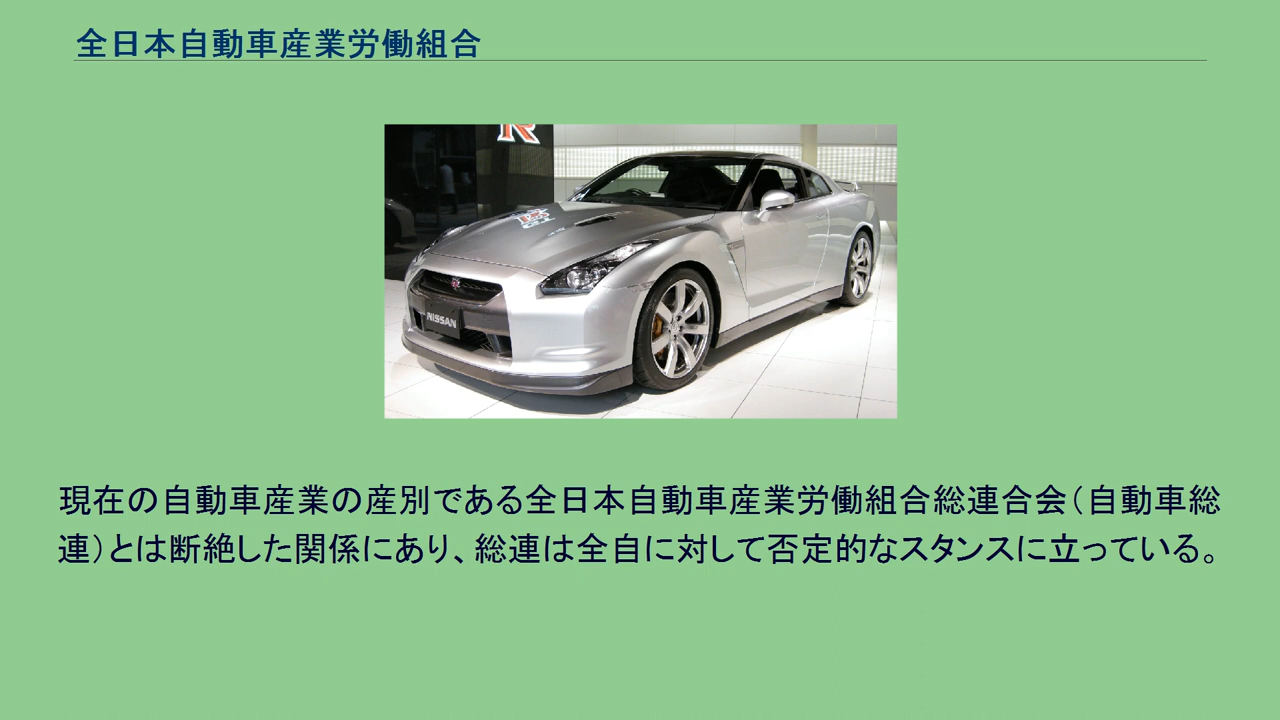 全日本自動車産業労働組合
R
NISSAN
現在の自動車産業の産別である全日本自動車産業労働組合総連合会（自動車総
連）とは断絶した関係にあり、総連は全自に対して否定的なスタンスに立っている。